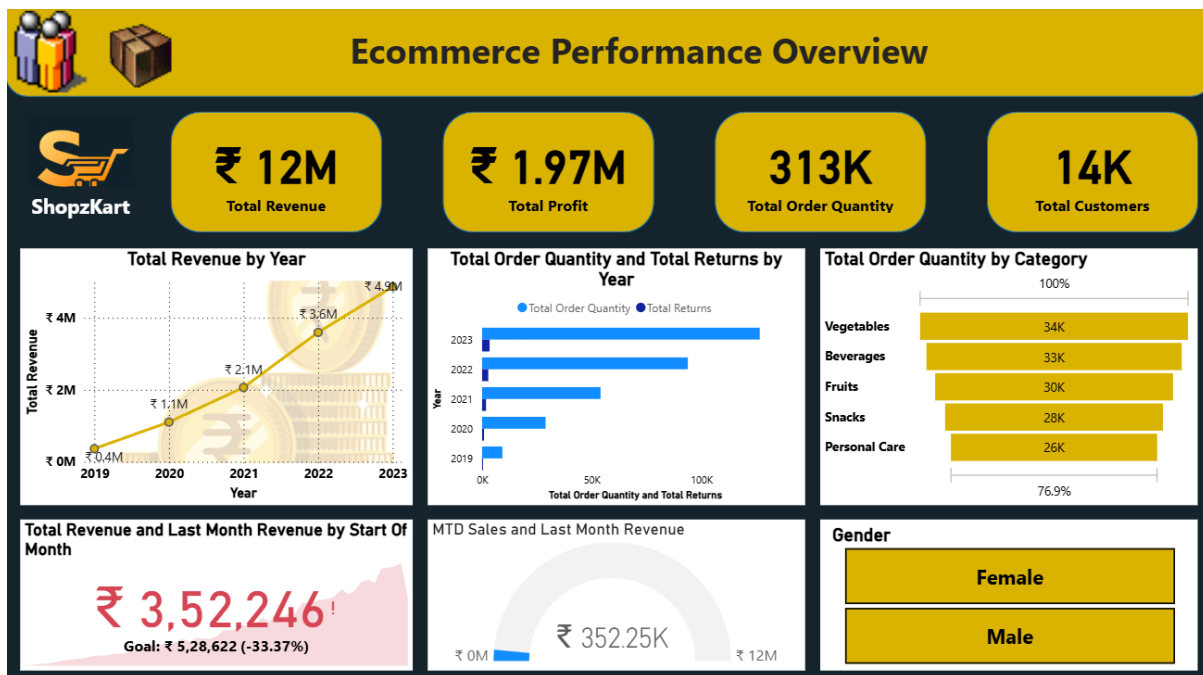 Ecommerce Performance Overview
ShopzKart
₹ 12M
Total Revenue
₹ 1.97M
Total Profit
313K
Total Order Quantity
14K
Total Customers
Total Revenue by Year
Total Revenue
₹ 4M
₹ 2M
₹ 0M
₹ 0.4M
₹ 1.1M
₹ 2.1M
₹ 3.6M
₹ 4.9M
2019 2020 2021 2022 2023
Year
Total Order Quantity and Total Returns by
Year
Total Order Quantity Total Returns
Year
2023
2022
2021
2020
2019
0K 50K 100K
Total Order Quantity and Total Returns
Total Order Quantity by Category
100%
Vegetables 34K
Beverages 33K
Fruits 30K
Snacks 28K
Personal Care 26K
76.9%
Total Revenue and Last Month Revenue by Start Of
Month
₹ 3,52,246!
Goal: ₹ 5,28,622 (-33.37%)
MTD Sales and Last Month Revenue
₹ 352.25K
₹ 0M ₹ 12M
Gender
Female
Male